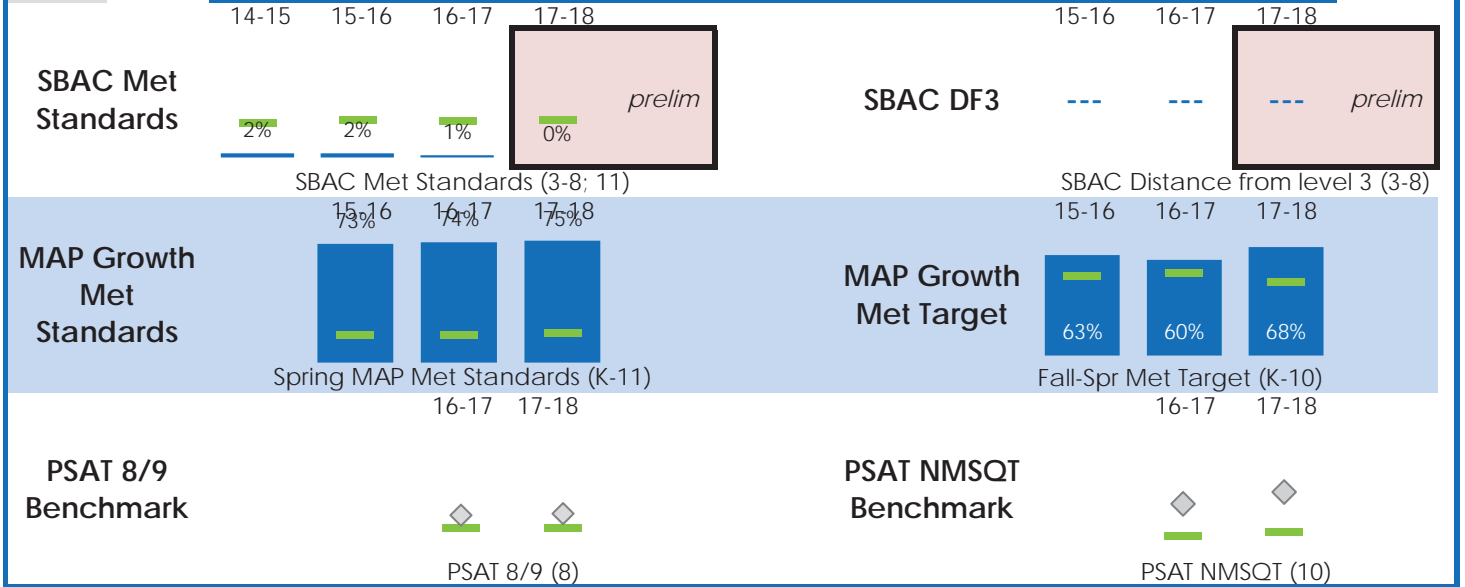 14-15 15-16 16-17 17-18
15-16 16-17 17-18
SBAC Met
Standards
2% 2% 1% 0%
prelim
SBAC DF3
--- --- ---
prelim
SBAC Met Standards (3-8; 11)
SBAC Distance from level 3 (3-8)
15-16 16-17 17-18
73% 74% 75%
15-16 16-17 17-18
MAP Growth
Met
Standards
MAP Growth
Met Target
63% 60% 68%
Spring MAP Met Standards (K-11)
Fall-Spr Met Target (K-10)
16-17 17-18
16-17 17-18
PSAT 8/9
Benchmark
PSAT NMSQT
Benchmark
PSAT 8/9 (8)
PSAT NMSQT (10)